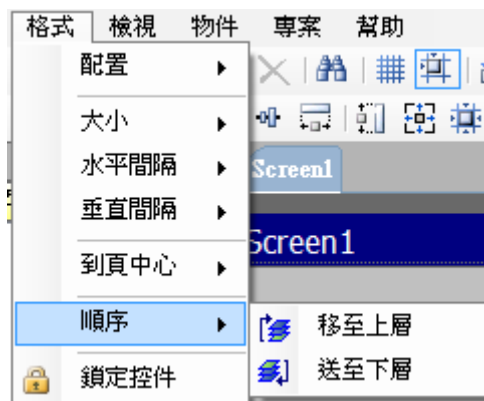 格式 檢視 物件 專案 幫助
配置
大小
水平間隔
Screen1
垂直間隔
到頁中心
Screen1
順序
移至上層
送至下層
鎖定控件